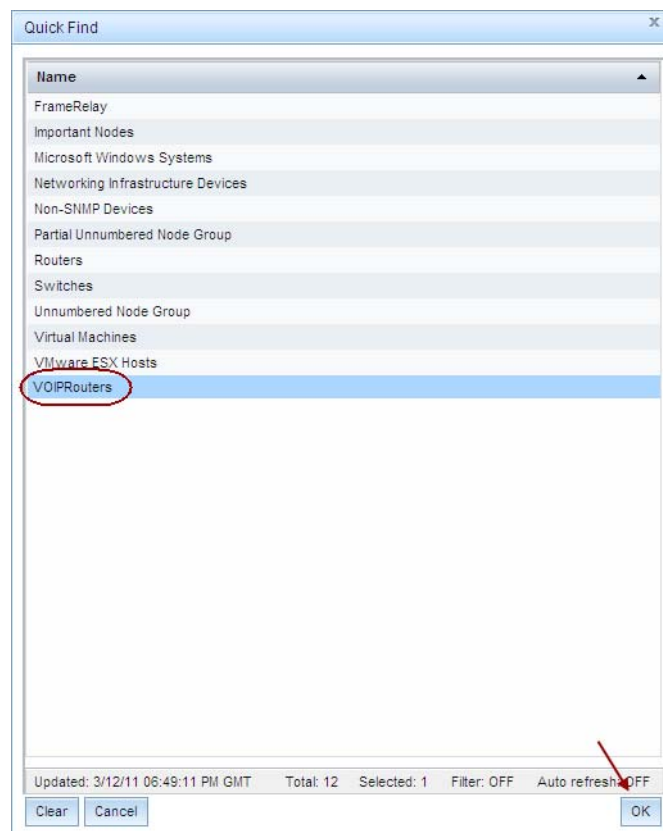 Quick Find
x
Name
FrameRelay
Important Nodes
Microsoft Windows Systems
Networking Infrastructure Devices
Non-SNMP Devices
Partial Unnumbered Node Group
Routers
Switches
Unnumbered Node Group
Virtual Machines
VMware ESX Hosts
VOIPRouters
Updated: 3/12/11 06:49:11 PM GMT Total: 12 Selected: 1 Filter: OFF Auto refresh: OFF
Clear Cancel OK